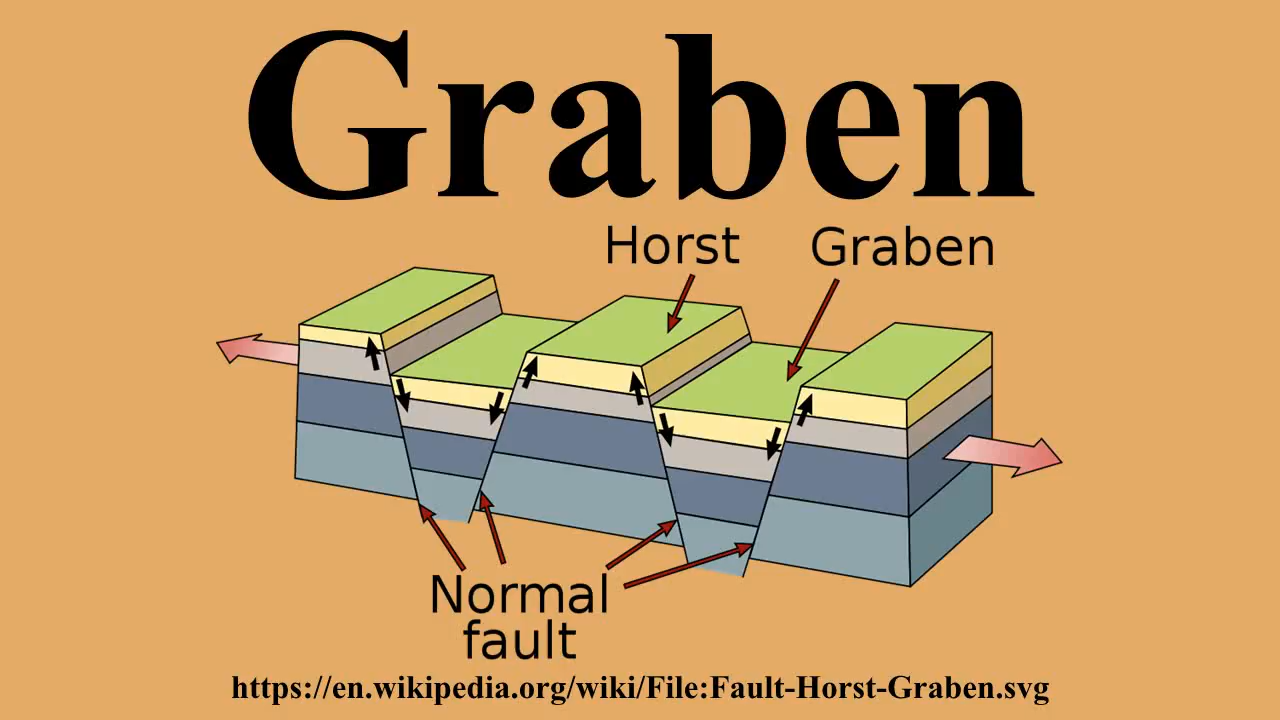 Graben
Horst
Graben
Normal
fault
https://en.wikipedia.org/wiki/File:Fault-Horst-Graben.svg